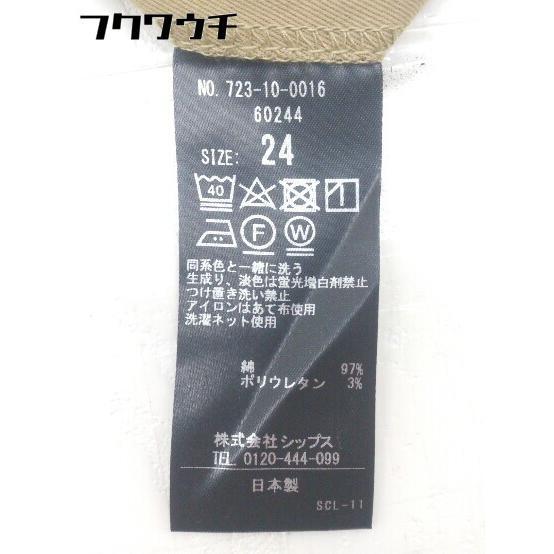 フクワウチ
NO. 723-10-0016
60244
SIZE: 24
40
F W
同系色と一緒に洗う
生成り、淡色は蛍光増白剤禁止
つけ置き洗い禁止
アイロンはあて布使用
洗濯ネット使用
綿 97%
ポリウレタン 3%
株式会社シップス
TEL 0120-444-099
日本製
SCL-11